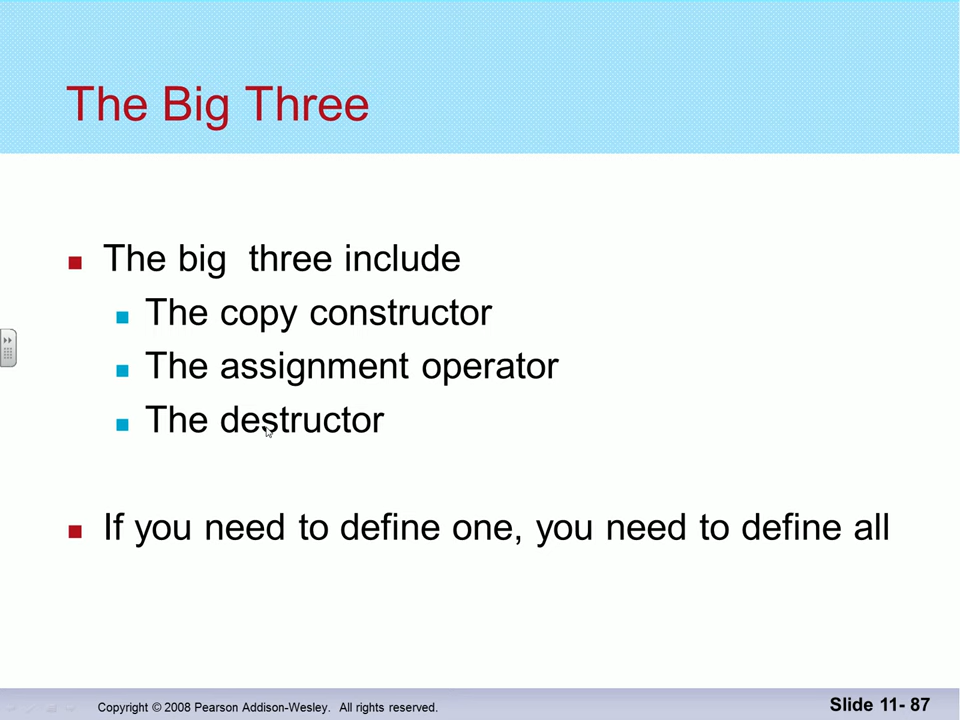 The Big Three
The big  three include
The copy constructor
The assignment operator
The destructor
If you need to define one, you need to define all
Copyright © 2008 Pearson Addison-Wesley.  All rights reserved.
Slide 11- 87